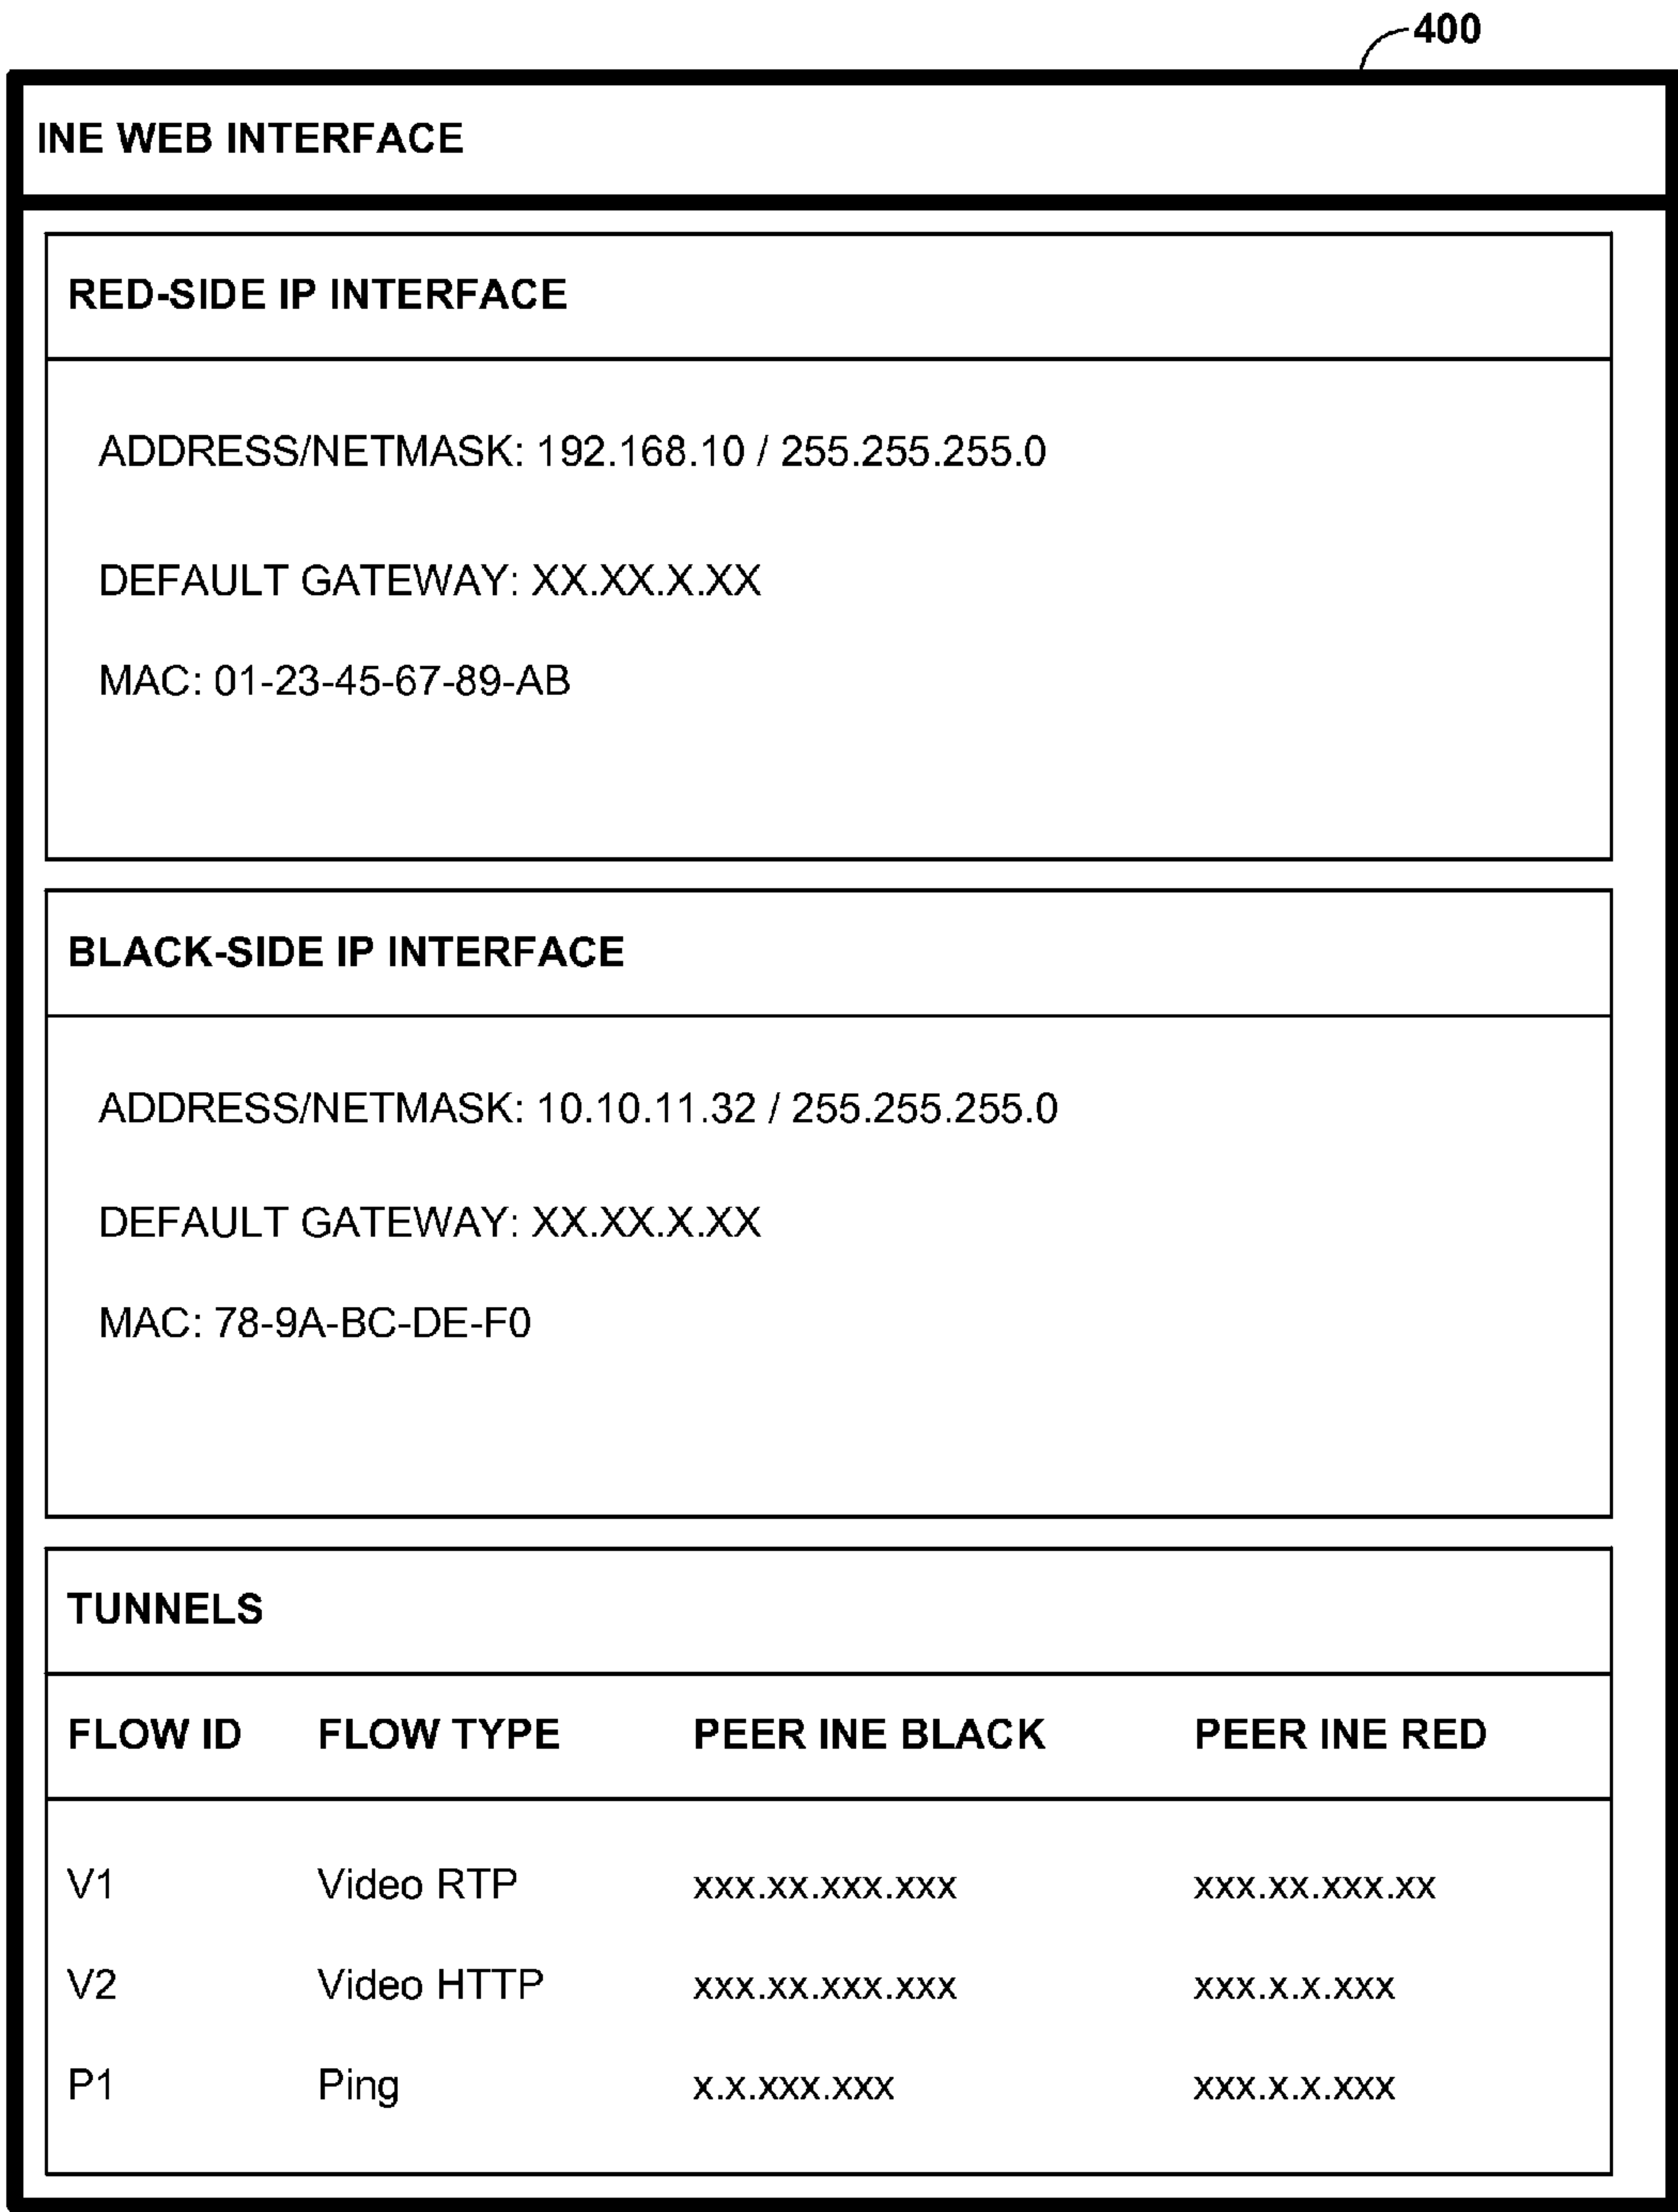 400
INE WEB INTERFACE
RED-SIDE IP INTERFACE
ADDRESS/NETMASK: 192.168.10 / 255.255.255.0
DEFAULT GATEWAY: XX.XX.X.XX
MAC: 01-23-45-67-89-AB
BLACK-SIDE IP INTERFACE
ADDRESS/NETMASK: 10.10.11.32 / 255.255.255.0
DEFAULT GATEWAY: XX.XX.X.XX
MAC: 78-9A-BC-DE-F0
TUNNELS
FLOW ID FLOW TYPE PEER INE BLACK PEER INE RED
V1 Video RTP xxx.xx.xxx.xxx xxx.xx.xxx.xx
V2 Video HTTP xxx.xx.xxx.xxx xxx.x.x.xxx
P1 Ping x.x.xxx.xxx xxx.x.x.xxx